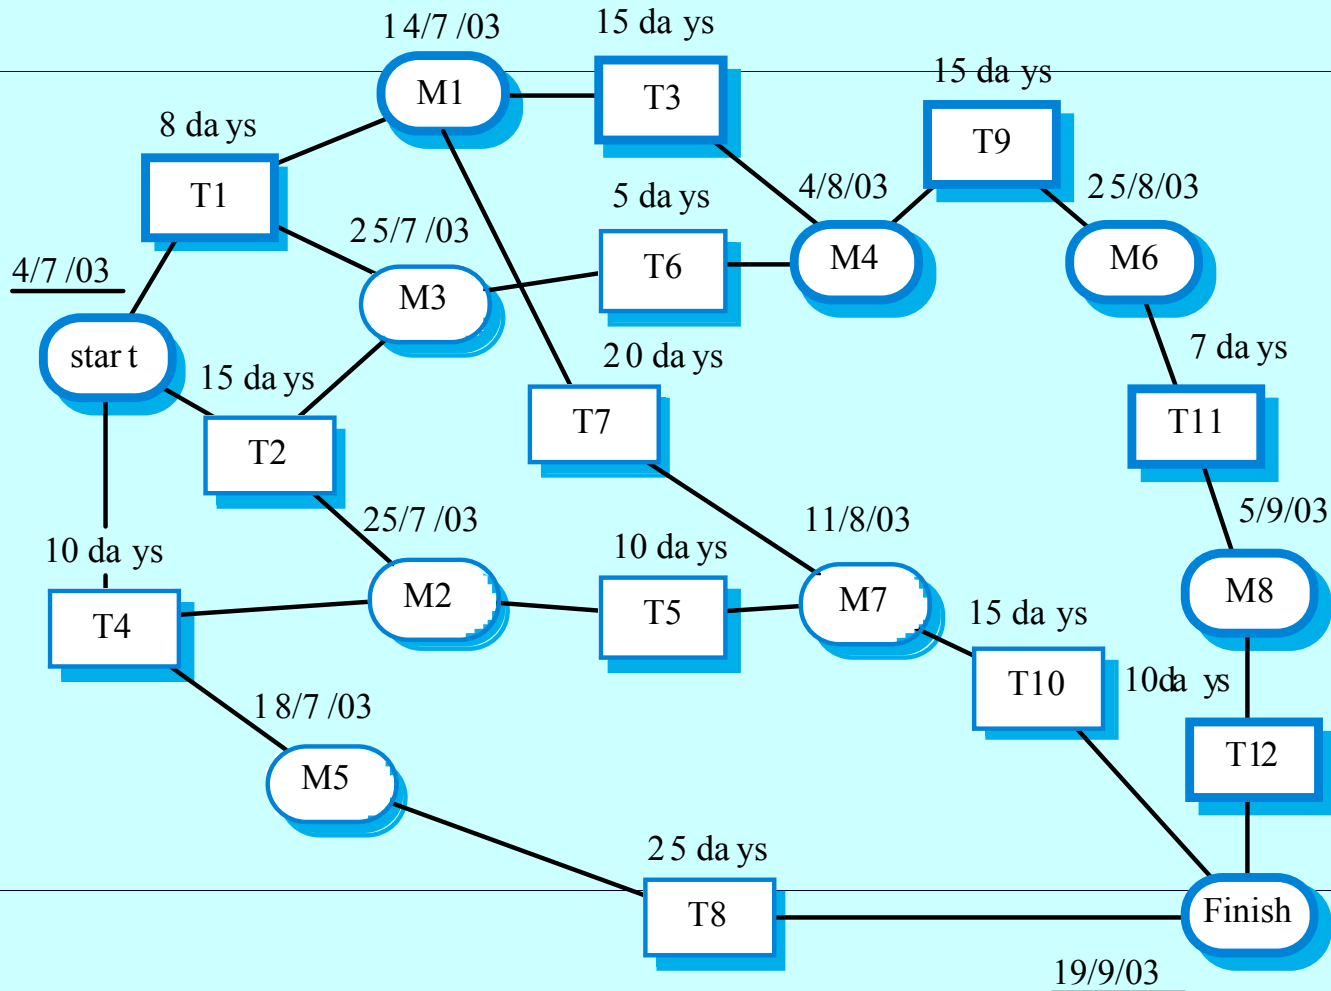 14/7/03
15 days
M1
T3
15 days
8 days
T9
T1
5 days
4/8/03
25/8/03
25/7/03
T6
M4
M6
4/7/03
M3
start
15 days
20 days
7 days
T2
T7
T11
25/7/03
11/8/03
5/9/03
10 days
10 days
M2
T5
M7
M8
T4
15 days
T10
10days
18/7/03
M5
T12
25 days
T8
Finish
19/9/03